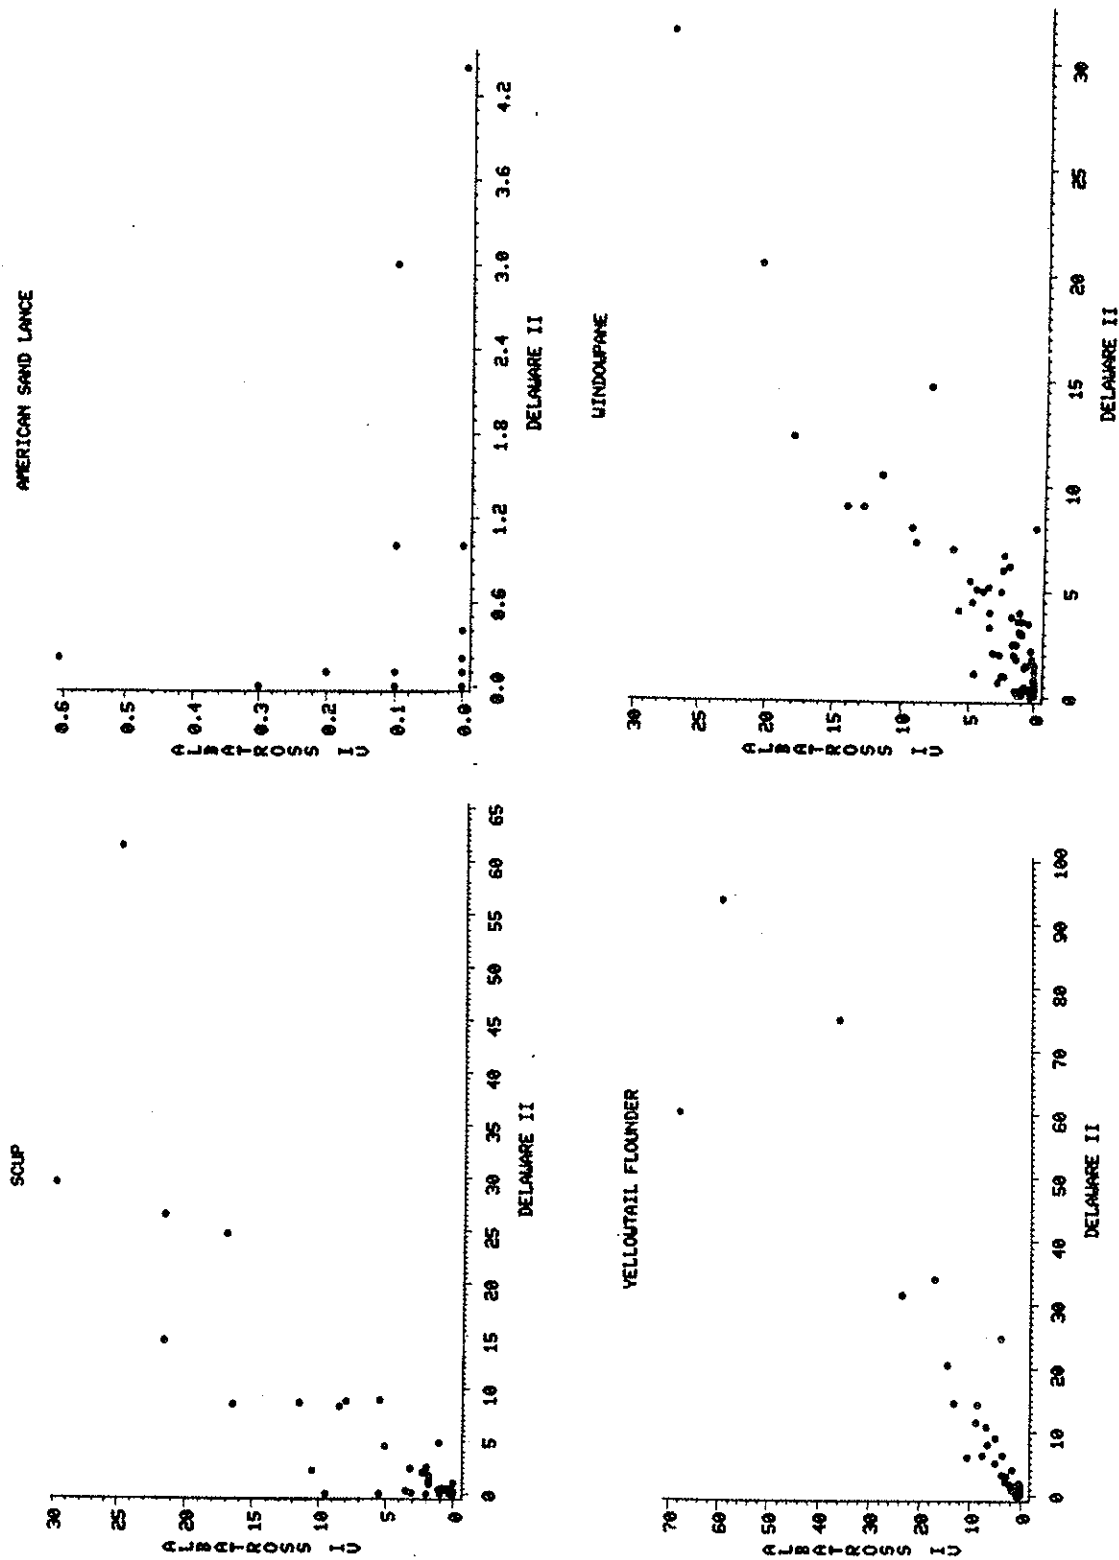 SCUP
30
25
20
15
10
5
0
ALBATROSS IV
0 5 10 15 20 25 30 35 40 45 50 55 60 65
DELAWARE II
AMERICAN SAND LANCE
0.6
0.5
0.4
0.3
0.2
0.1
0.0
ALBATROSS IV
0.0 0.6 1.2 1.8 2.4 3.0 3.6 4.2
DELAWARE II
YELLOWTAIL FLOUNDER
70
60
50
40
30
20
10
0
ALBATROSS IV
0 10 20 30 40 50 60 70 80 90 100
DELAWARE II
WINDOWPANE
30
25
20
15
10
5
0
ALBATROSS IV
0 5 10 15 20 25 30
DELAWARE II